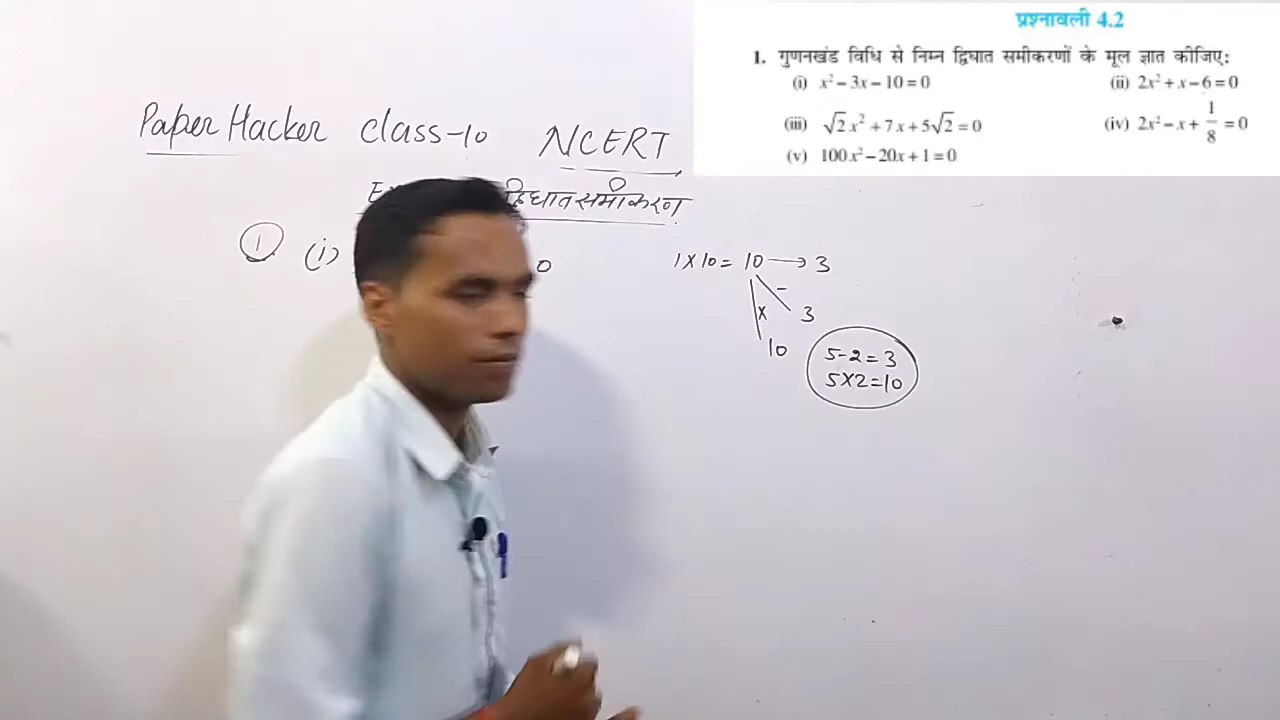 प्रश्नावली 4.2
1. गुणनखंड विधि से निम्न द्विघात समीकरणों के मूल ज्ञात कीजिए:
(i) x² – 3x – 10 = 0 (ii) 2x² + x – 6 = 0
(iii) √2 x² + 7x + 5√2 = 0 (iv) 2x² – x + 1/8 = 0
(v) 100x² – 20x + 1 = 0
Paper Hacker class-10 NCERT
द्विघात समीकरण
1 (i) 0
1×10 = 10 → 3
– 3
× 10
5-2=3
5×2=10